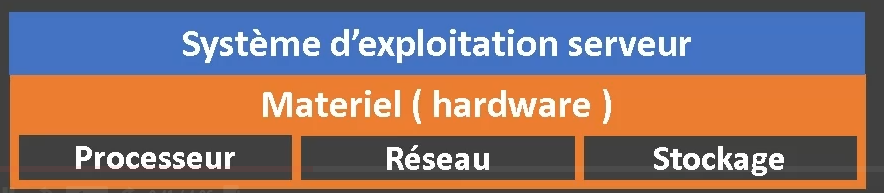 Système d'exploitation serveur
Materiel ( hardware )
Processeur Réseau Stockage